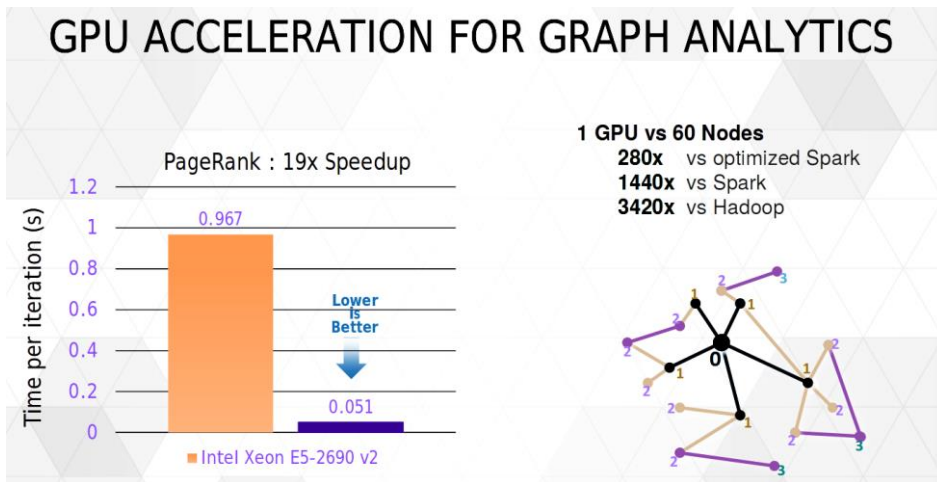 GPU ACCELERATION FOR GRAPH ANALYTICS
PageRank : 19x Speedup
Time per iteration (s)
1.2
1
0.8
0.6
0.4
0.2
0
0.967
Lower
is
Better
0.051
Intel Xeon E5-2690 v2
1 GPU vs 60 Nodes
280x vs optimized Spark
1440x vs Spark
3420x vs Hadoop
3
2
1
1
2
2
0
2
1
1
2
2
2
1
2
3
2
3